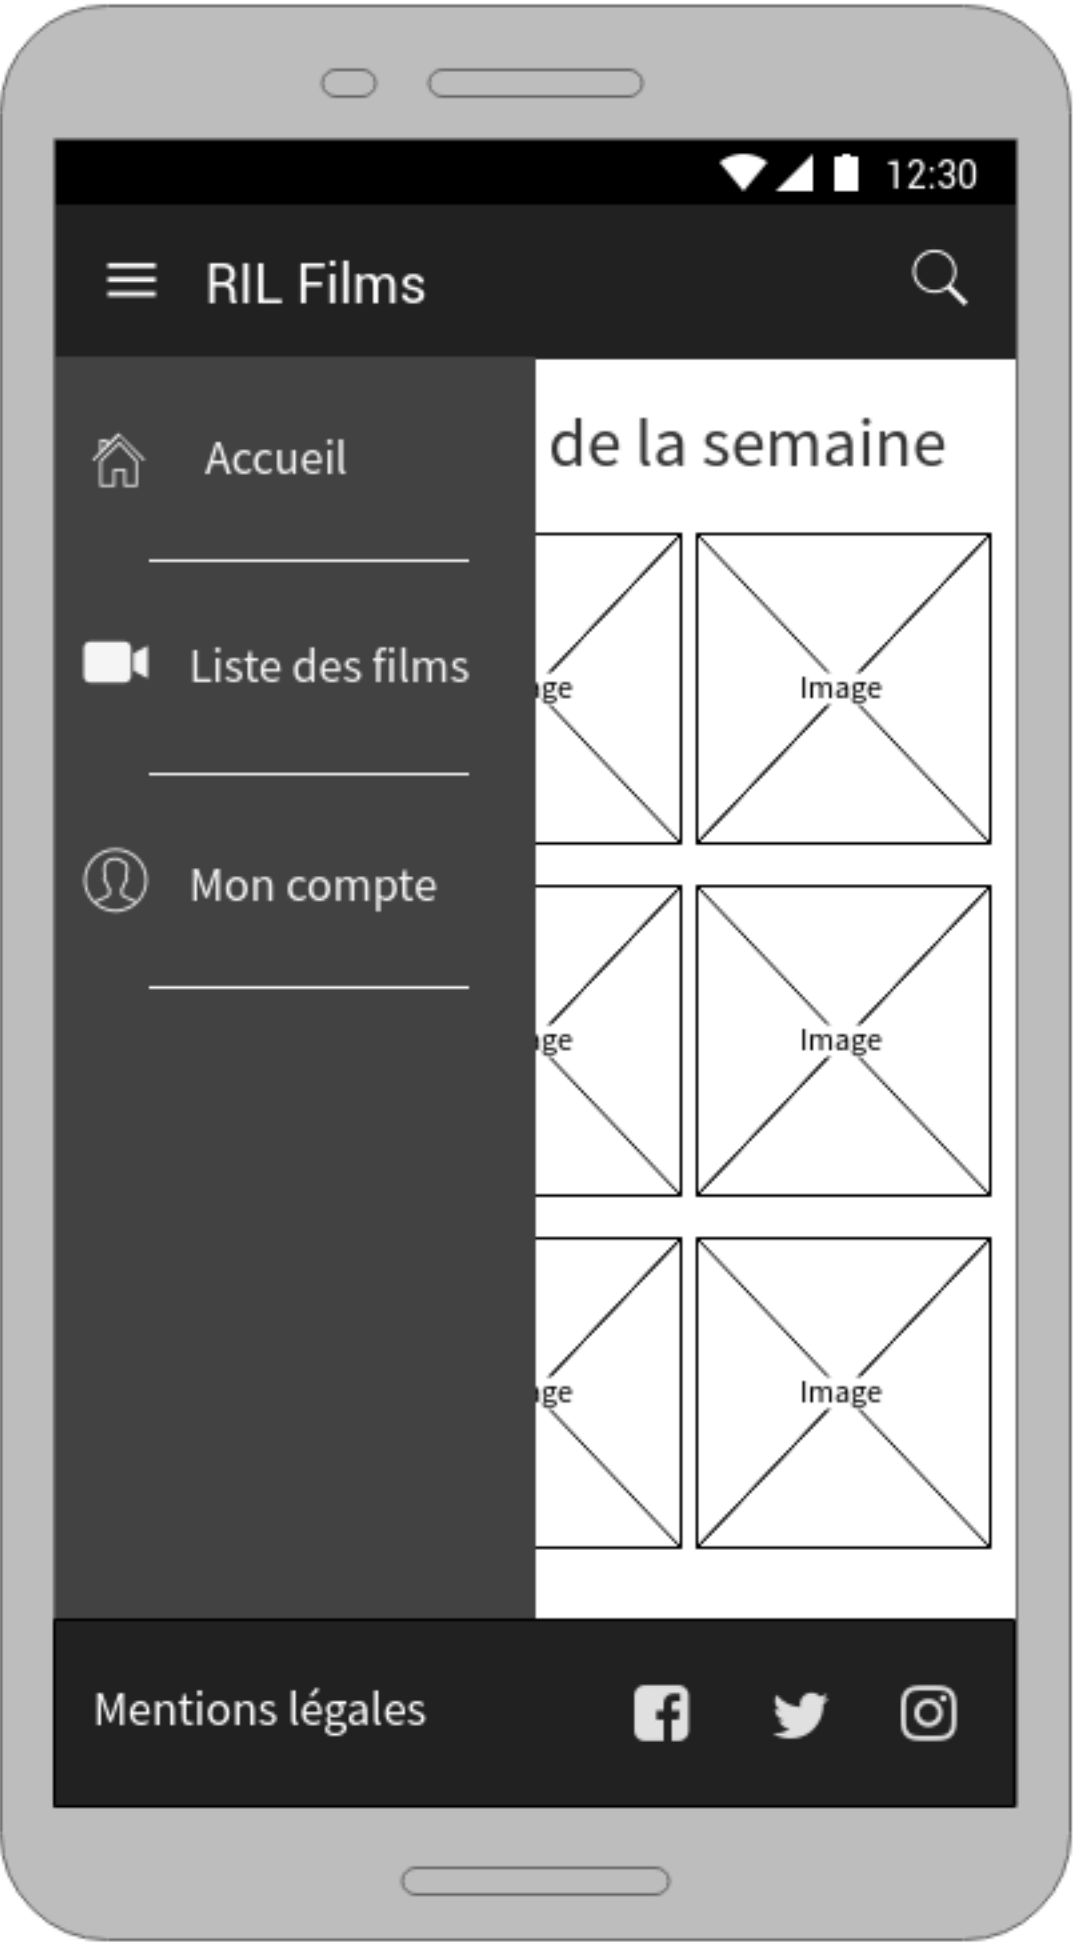 12:30
RIL Films
Accueil
de la semaine
Liste des films
Image
Mon compte
Image
Image
Mentions légales